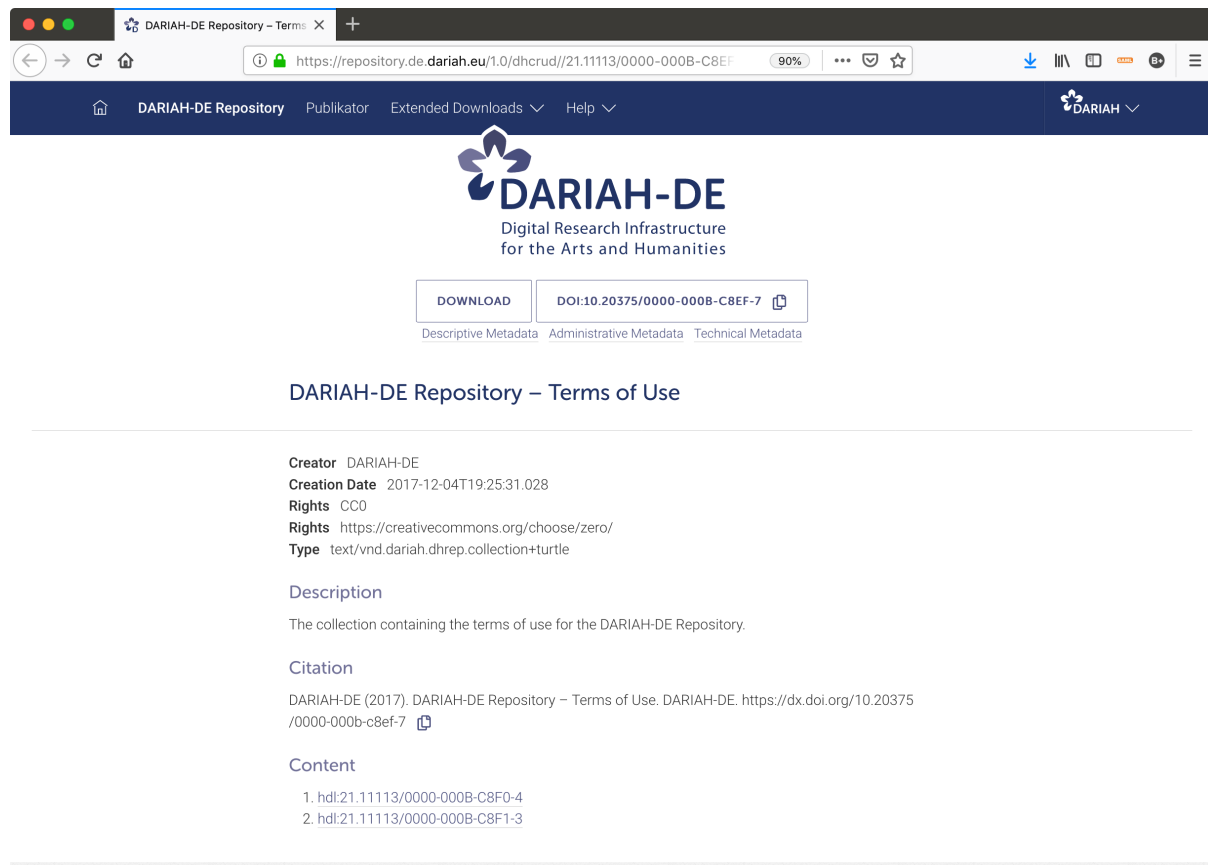 DARIAH-DE Repository – Terms
https://repository.de.dariah.eu/1.0/dhcrud//21.11113/0000-000B-C8EF
90%
DARIAH-DE Repository Publikator Extended Downloads Help DARIAH
DARIAH-DE
Digital Research Infrastructure
for the Arts and Humanities
DOWNLOAD DOI:10.20375/0000-000B-C8EF-7
Descriptive Metadata Administrative Metadata Technical Metadata
DARIAH-DE Repository – Terms of Use
Creator DARIAH-DE
Creation Date 2017-12-04T19:25:31.028
Rights CC0
Rights https://creativecommons.org/choose/zero/
Type text/vnd.dariah.dhrep.collection+turtle
Description
The collection containing the terms of use for the DARIAH-DE Repository.
Citation
DARIAH-DE (2017). DARIAH-DE Repository – Terms of Use. DARIAH-DE. https://dx.doi.org/10.20375
/0000-000b-c8ef-7
Content
1. hdl:21.11113/0000-000B-C8F0-4
2. hdl:21.11113/0000-000B-C8F1-3